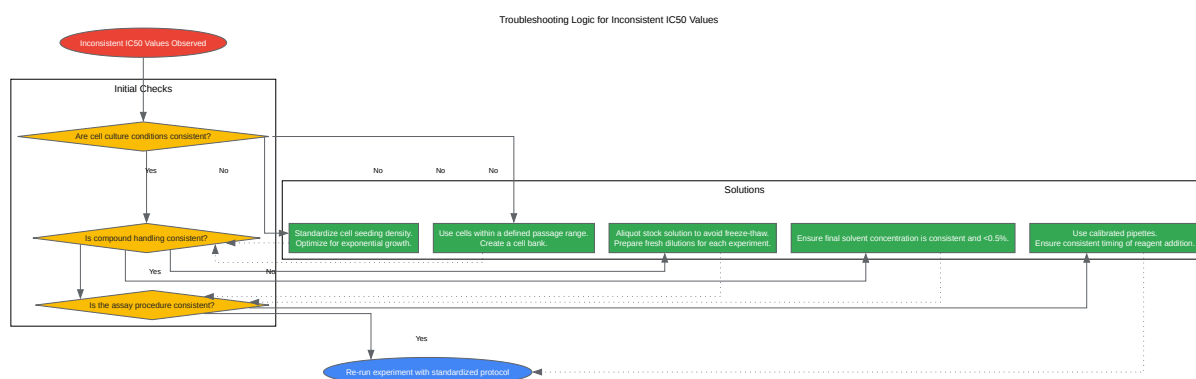 Troubleshooting Logic for Inconsistent IC50 Values
Inconsistent IC50 Values Observed
Initial Checks
Are cell culture conditions consistent?
Yes
No
No
No
No
Solutions
Standardize cell seeding density.
Optimize for exponential growth.
Use cells within a defined passage range.
Create a cell bank.
Aliquot stock solution to avoid freeze-thaw.
Prepare fresh dilutions for each experiment.
Ensure final solvent concentration is consistent and <0.5%.
Use calibrated pipettes.
Ensure consistent timing of reagent addition.
Is compound handling consistent?
Yes
No
Is the assay procedure consistent?
Yes
Re-run experiment with standardized protocol